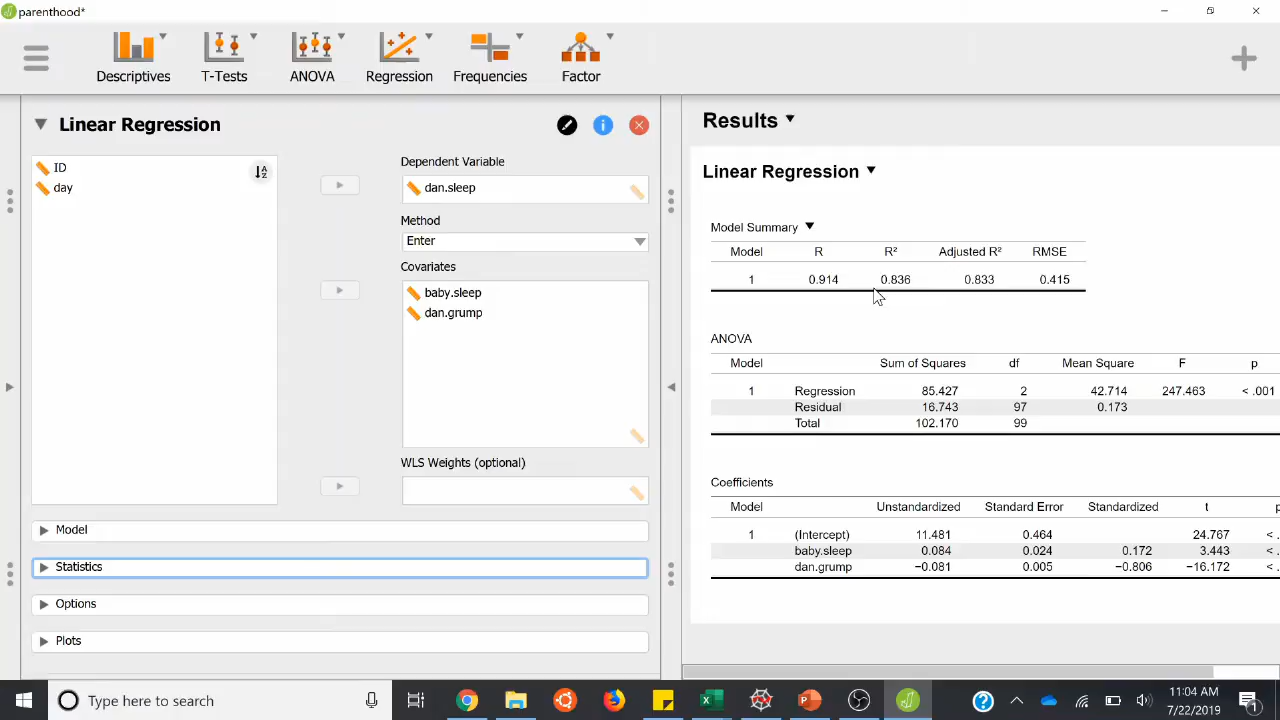 parenthood*
Descriptives T-Tests ANOVA Regression Frequencies Factor
Linear Regression
ID
day
Dependent Variable
dan.sleep
Method
Enter
Covariates
baby.sleep
dan.grump
WLS Weights (optional)
Model
Statistics
Options
Plots
Results
Linear Regression
Model Summary
Model R R² Adjusted R² RMSE
1 0.914 0.836 0.833 0.415
ANOVA
Model Sum of Squares df Mean Square F p
1 Regression 85.427 2 42.714 247.463 < .001
Residual 16.743 97 0.173
Total 102.170 99
Coefficients
Model Unstandardized Standard Error Standardized t p
1 (Intercept) 11.481 0.464 24.767 < .
baby.sleep 0.084 0.024 0.172 3.443 < .
dan.grump −0.081 0.005 −0.806 −16.172 < .
Type here to search
11:04 AM
7/22/2019